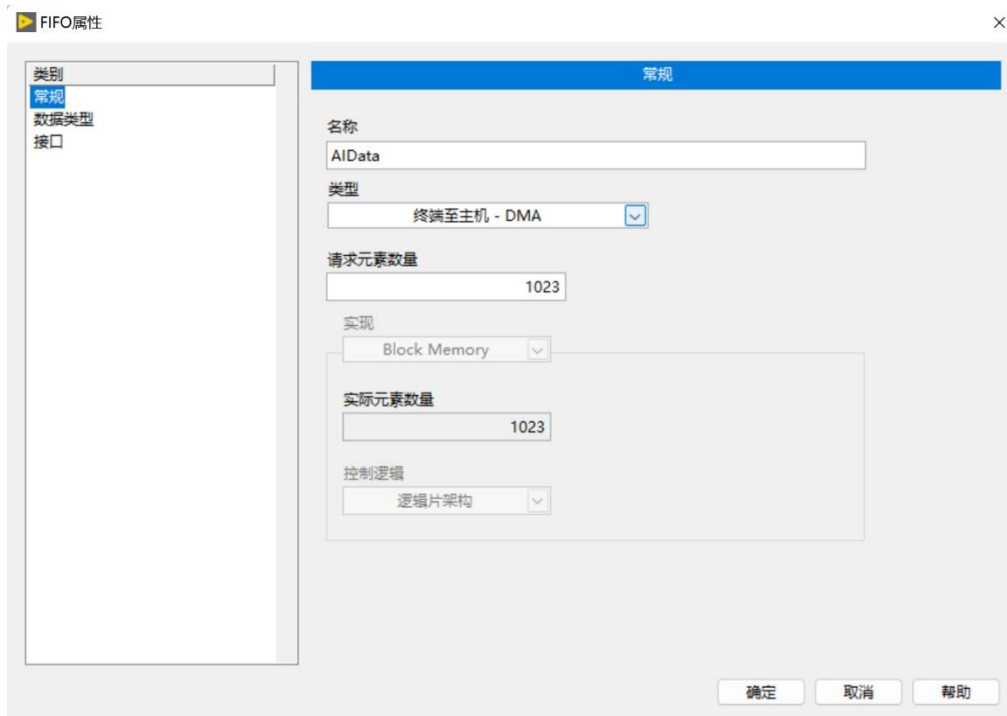 FIFO属性
类别
常规
数据类型
接口
常规
名称
AIData
类型
终端至主机 - DMA
请求元素数量
1023
实现
Block Memory
实际元素数量
1023
控制逻辑
逻辑片架构
确定
取消
帮助